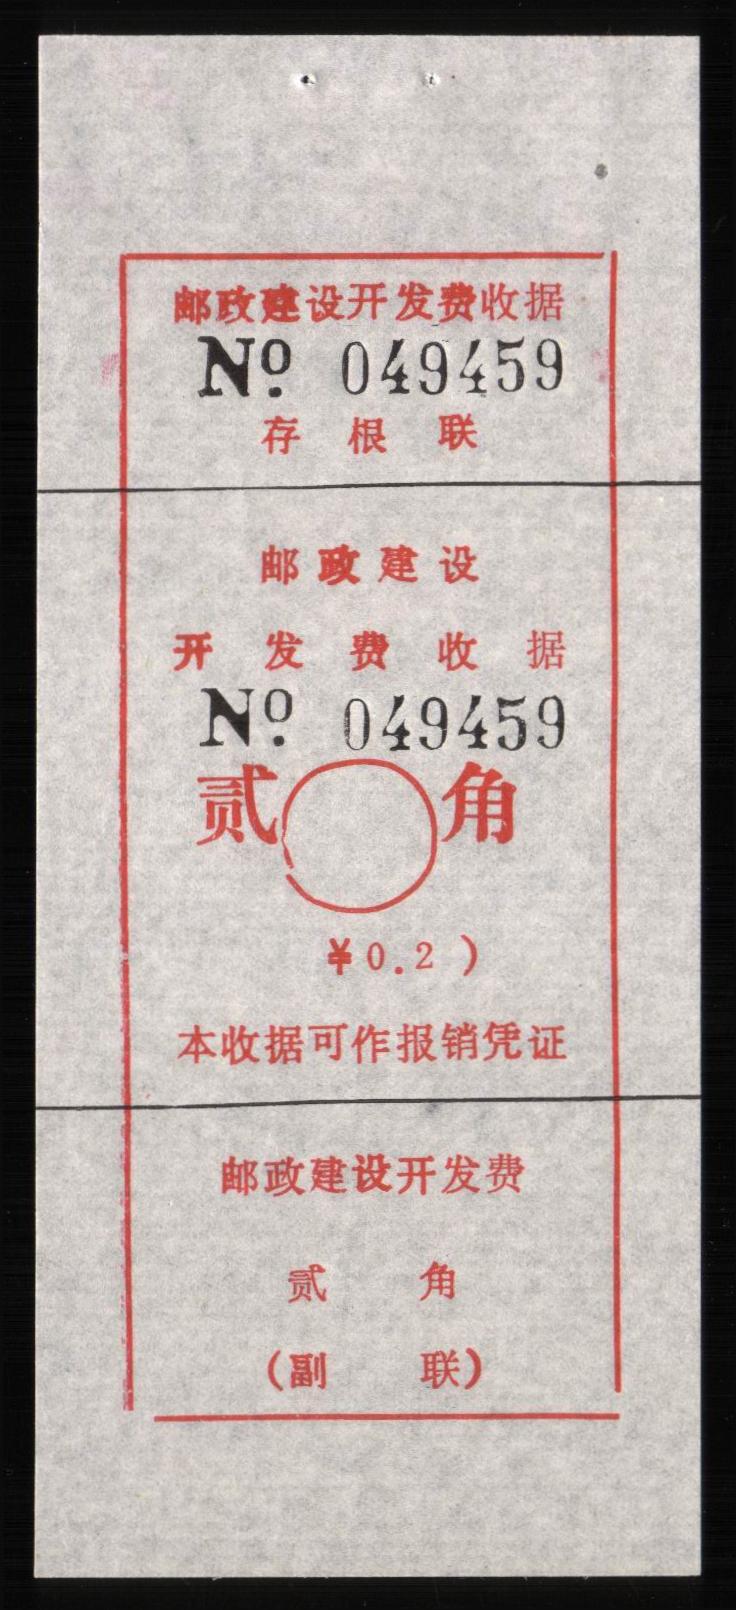 邮政建设开发费收据
No. 049459
存根联
邮政建设
开发费收据
No. 049459
贰角
¥0.2)
本收据可作报销凭证
邮政建设开发费
贰角
(副联)